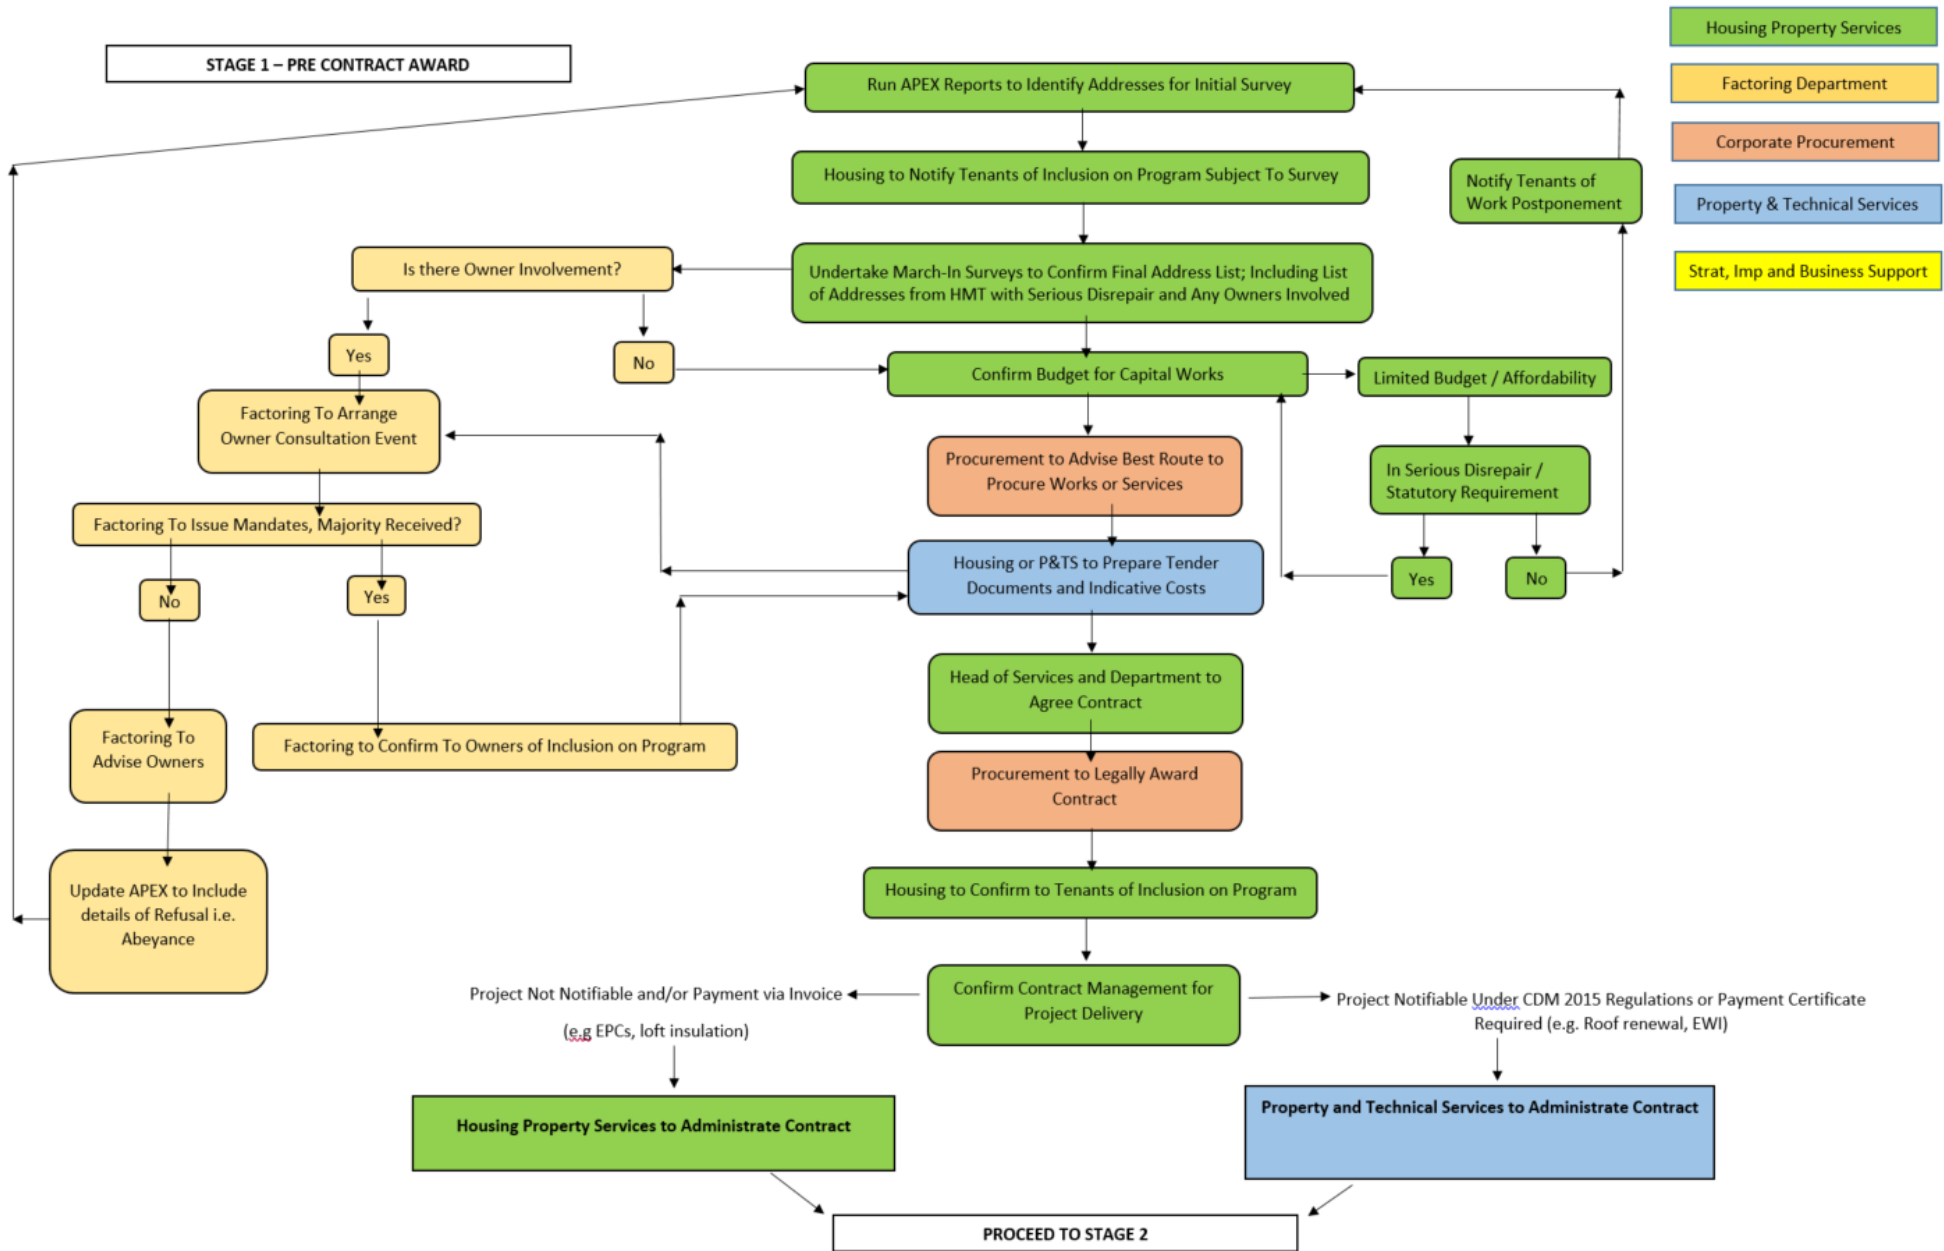 STAGE 1 – PRE CONTRACT AWARD
Housing Property Services
Factoring Department
Corporate Procurement
Property & Technical Services
Strat, Imp and Business Support
Run APEX Reports to Identify Addresses for Initial Survey
Housing to Notify Tenants of Inclusion on Program Subject To Survey
Notify Tenants of
Work Postponement
Is there Owner Involvement?
Undertake March-In Surveys to Confirm Final Address List; Including List
of Addresses from HMT with Serious Disrepair and Any Owners Involved
Yes
No
Confirm Budget for Capital Works
Limited Budget / Affordability
Factoring To Arrange
Owner Consultation Event
Procurement to Advise Best Route to
Procure Works or Services
In Serious Disrepair /
Statutory Requirement
Factoring To Issue Mandates, Majority Received?
Housing or P&TS to Prepare Tender
Documents and Indicative Costs
Yes
No
No
Yes
Head of Services and Department to
Agree Contract
Factoring To
Advise Owners
Factoring to Confirm To Owners of Inclusion on Program
Procurement to Legally Award
Contract
Update APEX to Include
details of Refusal i.e.
Abeyance
Housing to Confirm to Tenants of Inclusion on Program
Confirm Contract Management for
Project Delivery
Project Not Notifiable and/or Payment via Invoice
(e.g EPCs, loft insulation)
Project Notifiable Under CDM 2015 Regulations or Payment Certificate
Required (e.g. Roof renewal, EWI)
Housing Property Services to Administrate Contract
Property and Technical Services to Administrate Contract
PROCEED TO STAGE 2